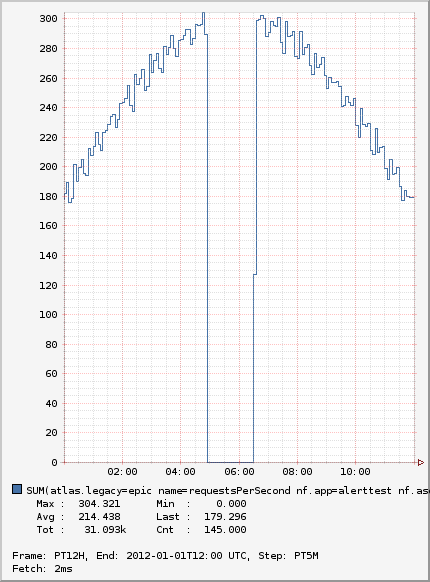 300
280
260
240
220
200
180
160
140
120
100
80
60
40
20
0
02:00 04:00 06:00 08:00 10:00
SUM(atlas.legacy=epic name=requestsPerSecond nf.app=alerttest nf.as
Max : 304.321 Min : 0.000
Avg : 214.438 Last : 179.296
Tot : 31.093k Cnt : 145.000
Frame: PT12H, End: 2012-01-01T12:00 UTC, Step: PT5M
Fetch: 2ms